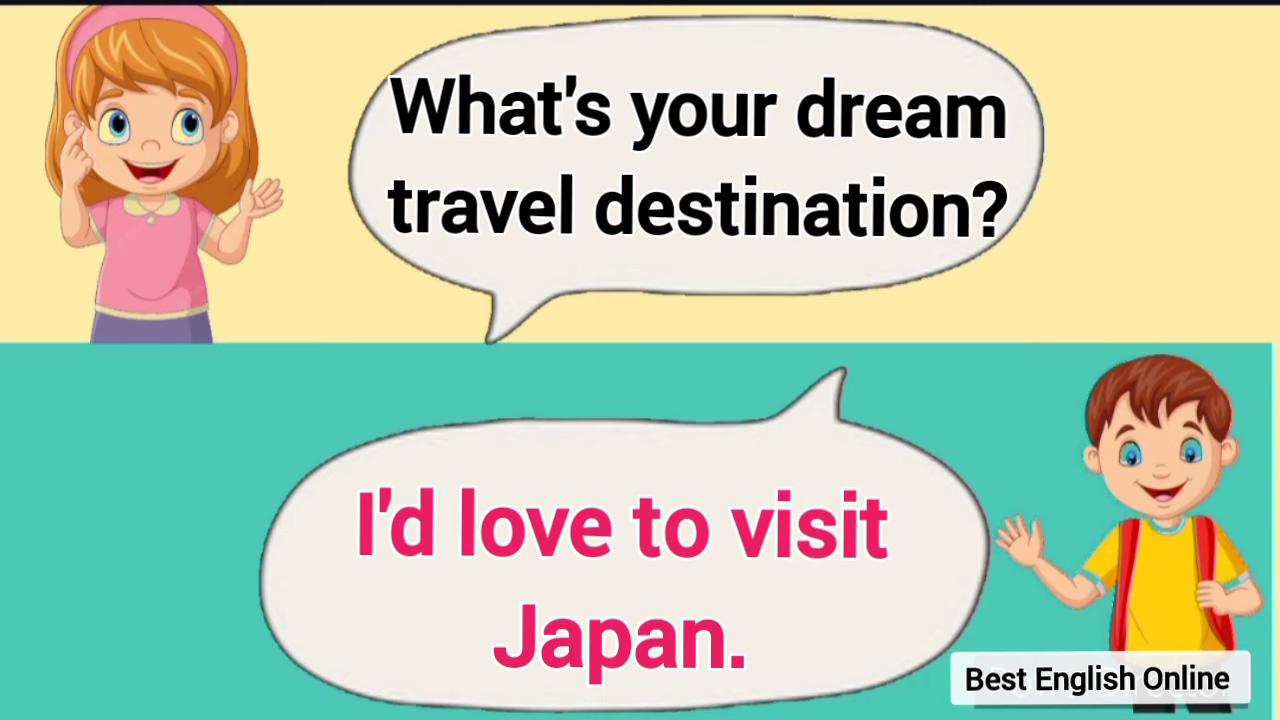 What's your dream
travel destination?
I'd love to visit
Japan.
Best English Online